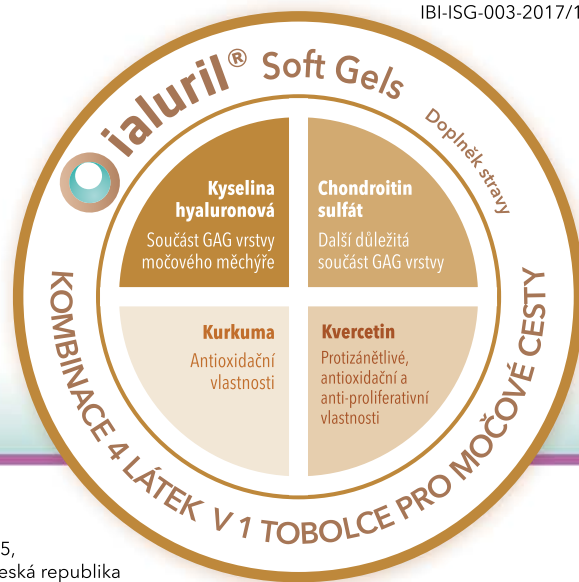 IBI-ISG-003-2017/1
ialuril® Soft Gels
Doplněk stravy
Kyselina
hyaluronová
Součást GAG vrstvy
močového měchýře
Chondroitin
sulfát
Další důležitá
součást GAG vrstvy
Kurkuma
Antioxidační
vlastnosti
Kvercetin
Protizánětlivé,
antioxidační a
anti-proliferativní
vlastnosti
KOMBINACE 4 LÁTEK V 1 TOBOLCE PRO MOČOVÉ CESTY
5,
eská republika